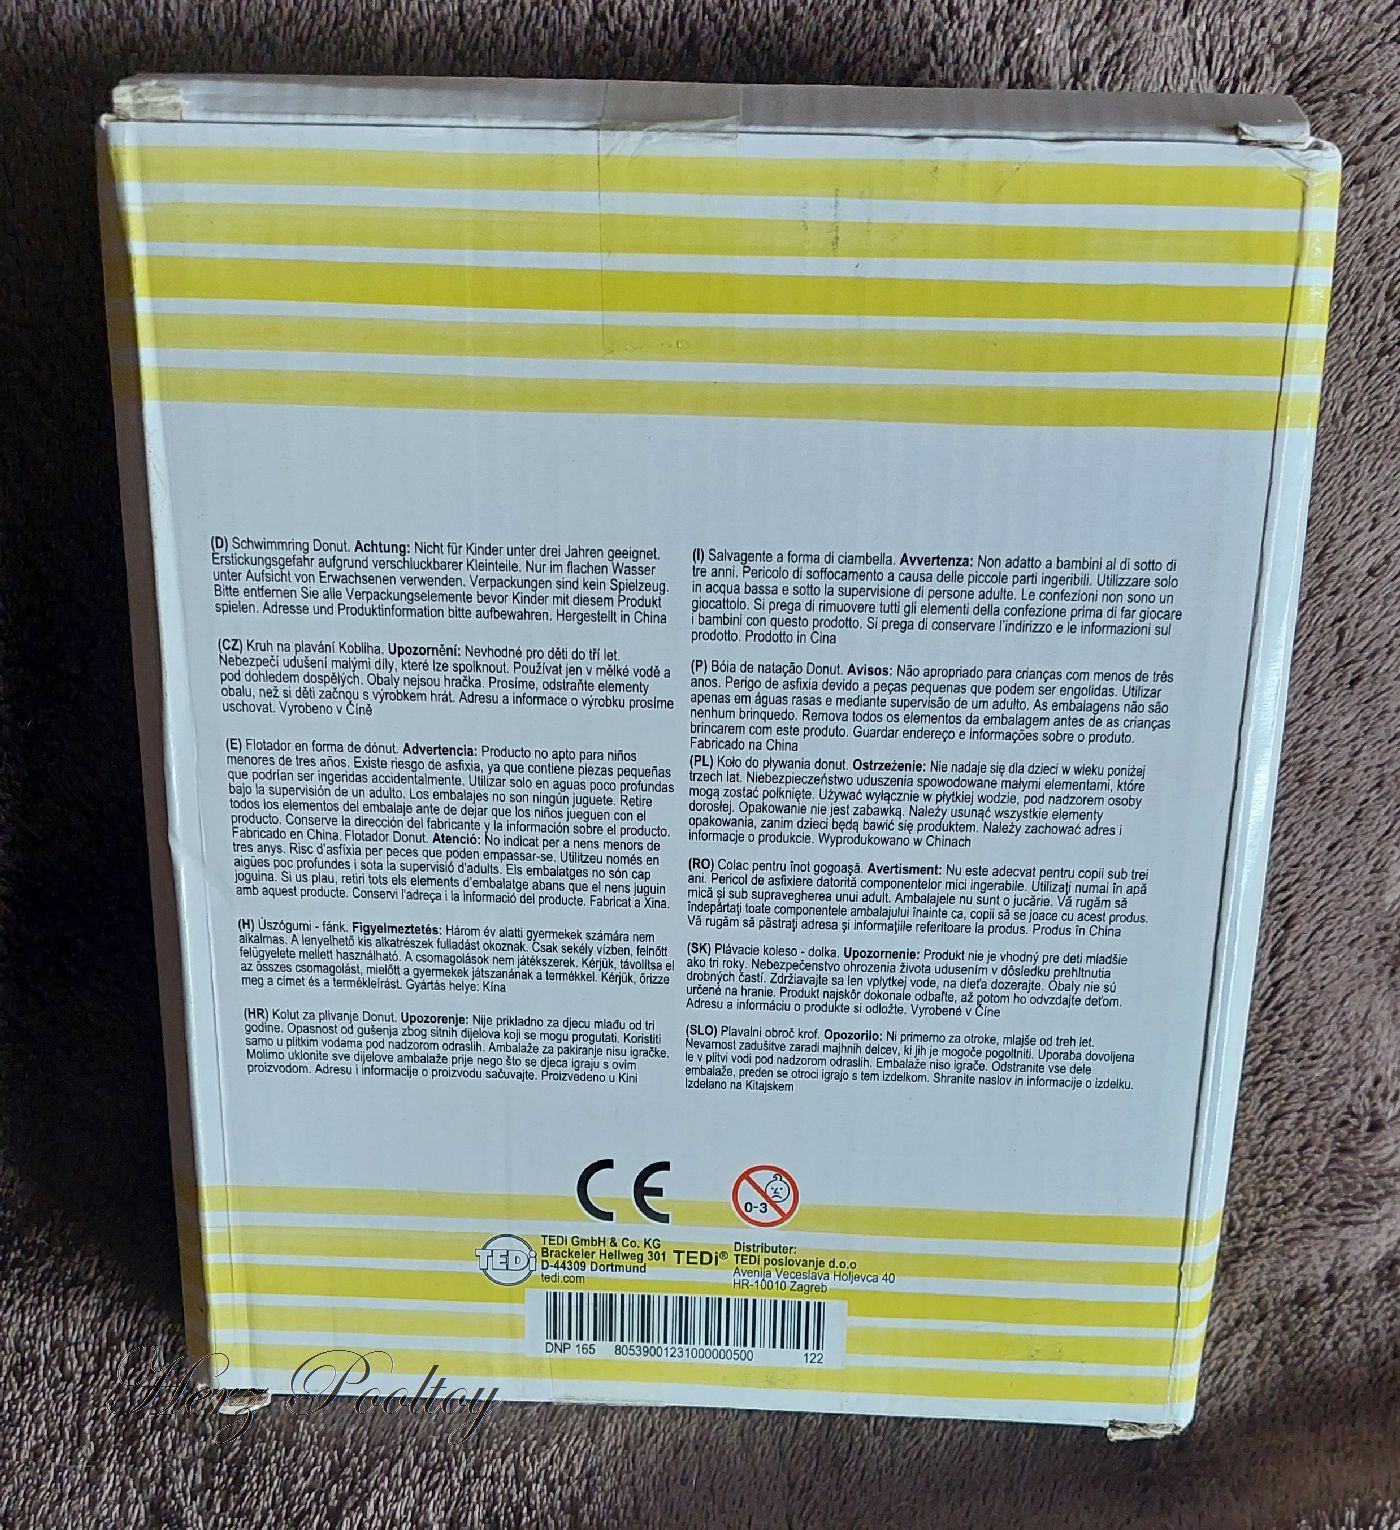 (D) Schwimmring Donut. Achtung: Nicht für Kinder unter drei Jahren geeignet.
Erstickungsgefahr aufgrund verschluckbarer Kleinteile. Nur im flachen Wasser
unter Aufsicht von Erwachsenen verwenden. Verpackungen sind kein Spielzeug.
Bitte entfernen Sie alle Verpackungselemente bevor Kinder mit diesem Produkt
spielen. Adresse und Produktinformation bitte aufbewahren. Hergestellt in China
(CZ) Kruh na plavání Kobliha. Upozornění: Nevhodné pro děti do tří let.
Nebezpečí udušení malými díly, které lze spolknout. Používat jen v mělké vodě a
pod dohledem dospělých. Obaly nejsou hračka. Prosíme, odstraňte elementy
obalu, než si děti začnou s výrobkem hrát. Adresu a informace o výrobku prosíme
uschovat. Vyrobeno v Číně
(E) Flotador en forma de dónut. Advertencia: Producto no apto para niños
menores de tres años. Existe riesgo de asfixia, ya que contiene piezas pequeñas
que podrían ser ingeridas accidentalmente. Utilizar solo en aguas poco profundas
bajo la supervisión de un adulto. Los embalajes no son ningún juguete. Retire
todos los elementos del embalaje ante de dejar que los niños jueguen con el
producto. Conserve la dirección del fabricante y la información sobre el producto.
Fabricado en China. Flotador Donut. Atenció: No indicat per a nens menors de
tres anys. Risc d'asfixia per peces que poden empassar-se. Utilitzeu només en
aigües poc profundes i sota la supervisió d'adults. Els embalatges no són cap
joguina. Si us plau, retiri tots els elements d'embalatge abans que el nens juguin
amb aquest producte. Conservi l'adreça i la informació del producte. Fabricat a Xina.
(H) Úszógumi - fánk. Figyelmeztetés: Három év alatti gyermekek számára nem
alkalmas. A lenyelhető kis alkatrészek fulladást okoznak. Csak sekély vízben, felnőtt
felügyelete mellett használható. A csomagolások nem játékszerek. Kérjük, távolítsa el
az összes csomagolást, mielőtt a gyermekek játszanának a termékkel. Kérjük, őrizze
meg a címet és a termékleírást. Gyártás helye: Kína
(HR) Kolut za plivanje Donut. Upozorenje: Nije prikladno za djecu mlađu od tri
godine. Opasnost od gušenja zbog sitnih dijelova koji se mogu progutati. Koristiti
samo u plitkim vodama pod nadzorom odraslih. Ambalaže za pakiranje nisu igračke.
Molimo uklonite sve dijelove ambalaže prije nego što se djeca igraju s ovim
proizvodom. Adresu i informacije o proizvodu sačuvajte. Proizvedeno u Kini
(I) Salvagente a forma di ciambella. Avvertenza: Non adatto a bambini al di sotto di
tre anni. Pericolo di soffocamento a causa delle piccole parti ingeribili. Utilizzare solo
in acqua bassa e sotto la supervisione di persone adulte. Le confezioni non sono un
giocattolo. Si prega di rimuovere tutti gli elementi della confezione prima di far giocare
i bambini con questo prodotto. Si prega di conservare l'indirizzo e le informazioni sul
prodotto. Prodotto in Cina
(P) Bóia de natação Donut. Avisos: Não apropriado para crianças com menos de três
anos. Perigo de asfixia devido a peças pequenas que podem ser engolidas. Utilizar
apenas em águas rasas e mediante supervisão de um adulto. As embalagens não são
nenhum brinquedo. Remova todos os elementos da embalagem antes de as crianças
brincarem com este produto. Guardar endereço e informações sobre o produto.
Fabricado na China
(PL) Koło do pływania donut. Ostrzeżenie: Nie nadaje się dla dzieci w wieku poniżej
trzech lat. Niebezpieczeństwo uduszenia spowodowane małymi elementami, które
mogą zostać połknięte. Używać wyłącznie w płytkiej wodzie, pod nadzorem osoby
dorosłej. Opakowanie nie jest zabawką. Należy usunąć wszystkie elementy
opakowania, zanim dzieci będą bawić się produktem. Należy zachować adres i
informacje o produkcie. Wyprodukowano w Chinach
(RO) Colac pentru înot gogoaşă. Avertisment: Nu este adecvat pentru copii sub trei
ani. Pericol de asfixiere datorită componentelor mici ingerabile. Utilizaţi numai în apă
mică şi sub supravegherea unui adult. Ambalajele nu sunt o jucărie. Vă rugăm să
îndepărtaţi toate componentele ambalajului înainte ca, copii să se joace cu acest produs.
Vă rugăm să păstraţi adresa şi informaţiile referitoare la produs. Produs în China
(SK) Plávacie koleso - dolka. Upozornenie: Produkt nie je vhodný pre deti mladšie
ako tri roky. Nebezpečenstvo ohrozenia života udusením v dôsledku prehltnutia
drobných častí. Zdržiavajte sa len vplytkej vode, na dieťa dozerajte. Obaly nie sú
určené na hranie. Produkt najskôr dokonale odbaľte, až potom ho odvzdajte deťom.
Adresu a informáciu o produkte si odložte. Vyrobené v Číne
(SLO) Plavalni obroč krof. Opozorilo: Ni primerno za otroke, mlajše od treh let.
Nevarnost zadušitve zaradi majhnih delcev, ki jih je mogoče pogoltniti. Uporaba dovoljena
le v plitvi vodi pod nadzorom odraslih. Embalaže niso igrače. Odstranite vse dele
embalaže, preden se otroci igrajo s tem izdelkom. Shranite naslov in informacije o izdelku.
Izdelano na Kitajskem
CE
0-3
TEDi
TEDi GmbH & Co. KG
Brackeler Hellweg 301
D-44309 Dortmund
tedi.com
TEDi®
Distributer:
TEDi poslovanje d.o.o
Avenija Veceslava Holjevca 40
HR-10010 Zagreb
DNP 165 80539001231000000500 122
Herz Pooltoy